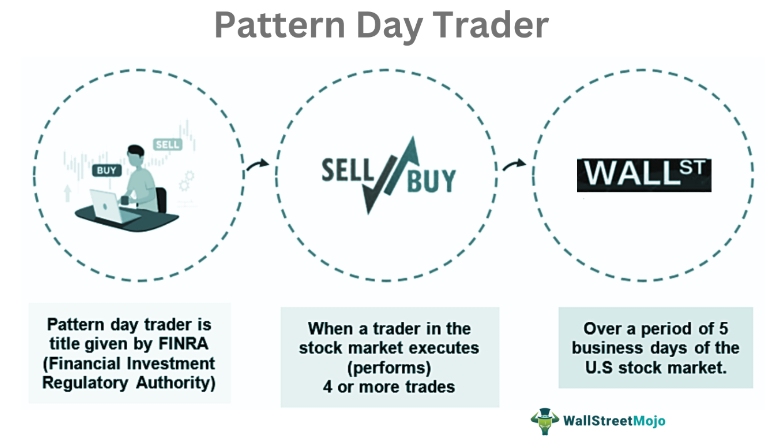 Pattern Day Trader
SELL
BUY
SELL
BUY
WALL ST
Pattern day trader is
title given by FINRA
(Financial Investment
Regulatory Authority)
When a trader in the
stock market executes
(performs)
4 or more trades
Over a period of 5
business days of the
U.S stock market.
WallStreetMojo